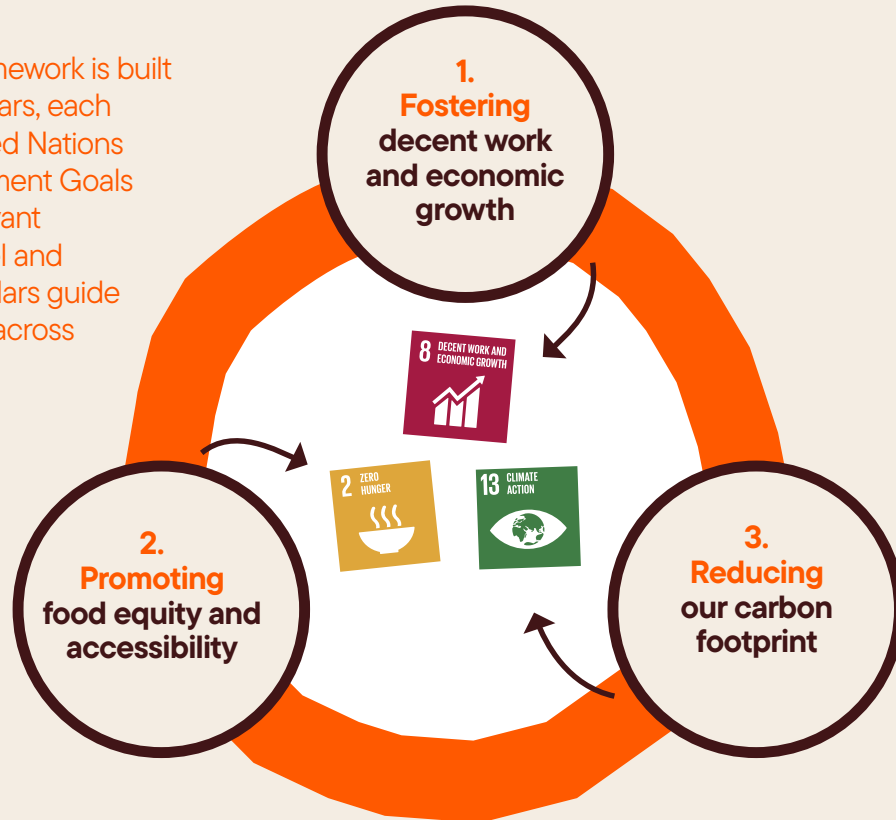 mework is built
ars, each
ed Nations
ment Goals
ant
l and
lars guide
across
1.
Fostering
decent work
and economic
growth
8 DECENT WORK AND
ECONOMIC GROWTH
2 ZERO
HUNGER
13 CLIMATE
ACTION
2.
Promoting
food equity and
accessibility
3.
Reducing
our carbon
footprint